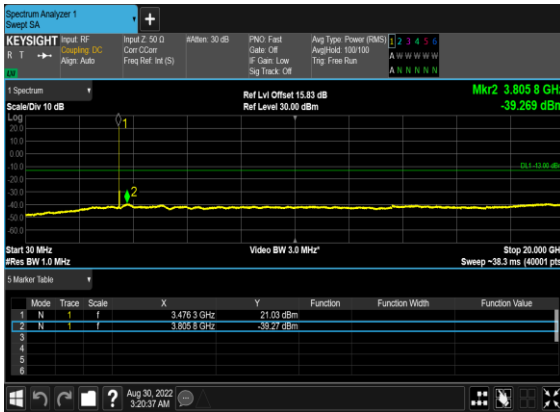 Spectrum Analyzer 1
Swept SA
+
KEYSIGHT
R T
LW
Input: RF
Coupling: DC
Align: Auto
Input Z: 50 Ω
Corr CCorr
Freq Ref: Int (S)
#Atten: 30 dB
PNO: Fast
Gate: Off
IF Gain: Low
Sig Track: Off
Avg Type: Power (RMS)
Avg|Hold: 100/100
Trig: Free Run
1 2 3 4 5 6
A W W W W W
A N N N N N
1 Spectrum
Scale/Div 10 dB
Ref Lvl Offset 15.83 dB
Ref Level 30.00 dBm
Mkr2 3.805 8 GHz
-39.269 dBm
Log
20.0
10.0
0.00
-10.0
-20.0
-30.0
-40.0
-50.0
-60.0
1
2
DL1 -13.00 dBm
Start 30 MHz
#Res BW 1.0 MHz
Video BW 3.0 MHz*
Stop 20.000 GHz
Sweep ~38.3 ms (40001 pts)
5 Marker Table
Mode Trace Scale X Y Function Function Width Function Value
1 N 1 f 3.476 3 GHz 21.03 dBm
2 N 1 f 3.805 8 GHz -39.27 dBm
3
4
5
6
?
Aug 30, 2022
3:20:37 AM